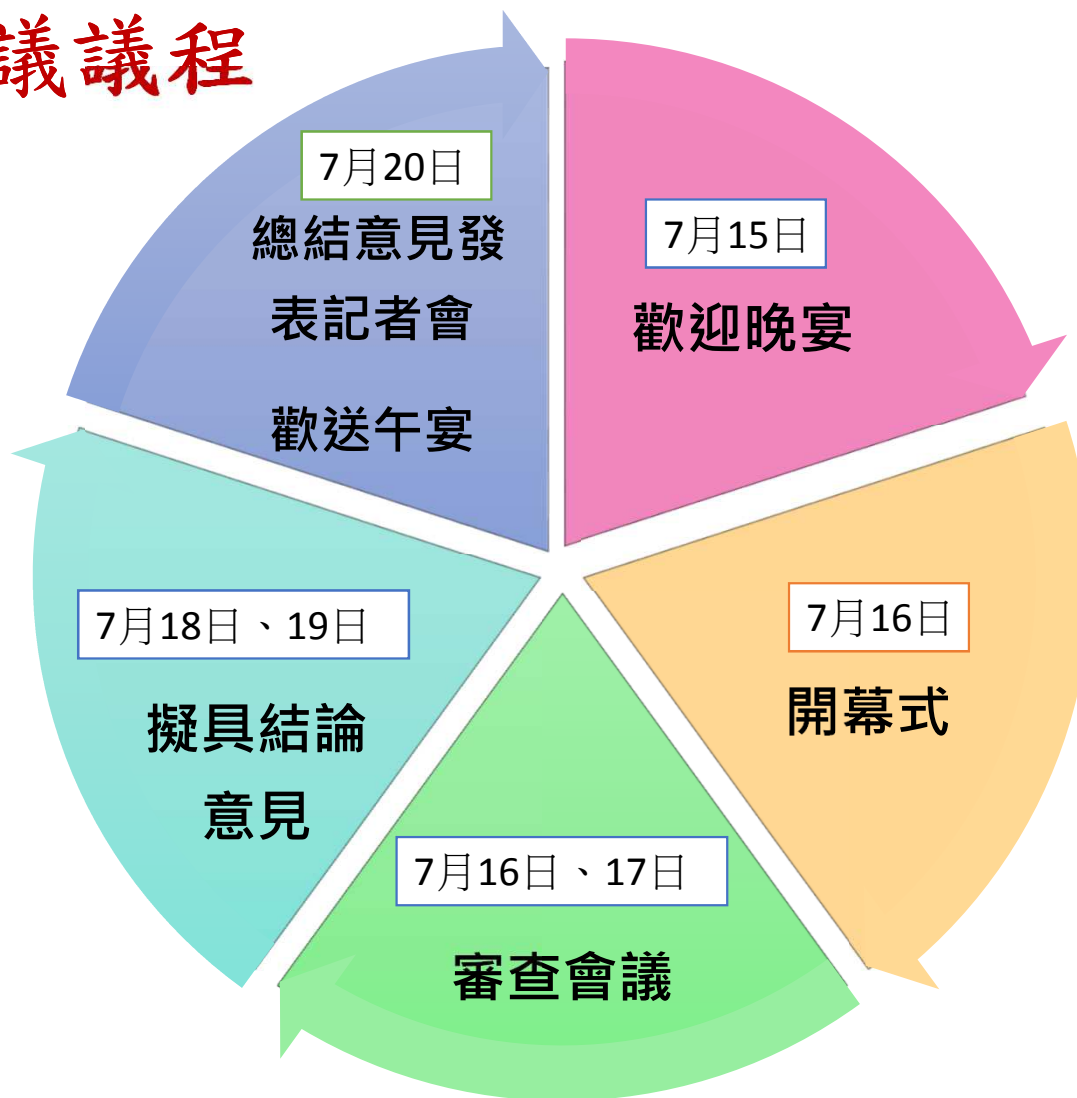 議議程
7月15日
歡迎晚宴
7月16日
開幕式
7月16日、17日
審查會議
7月18日、19日
擬具結論
意見
7月20日
總結意見發
表記者會
歡送午宴